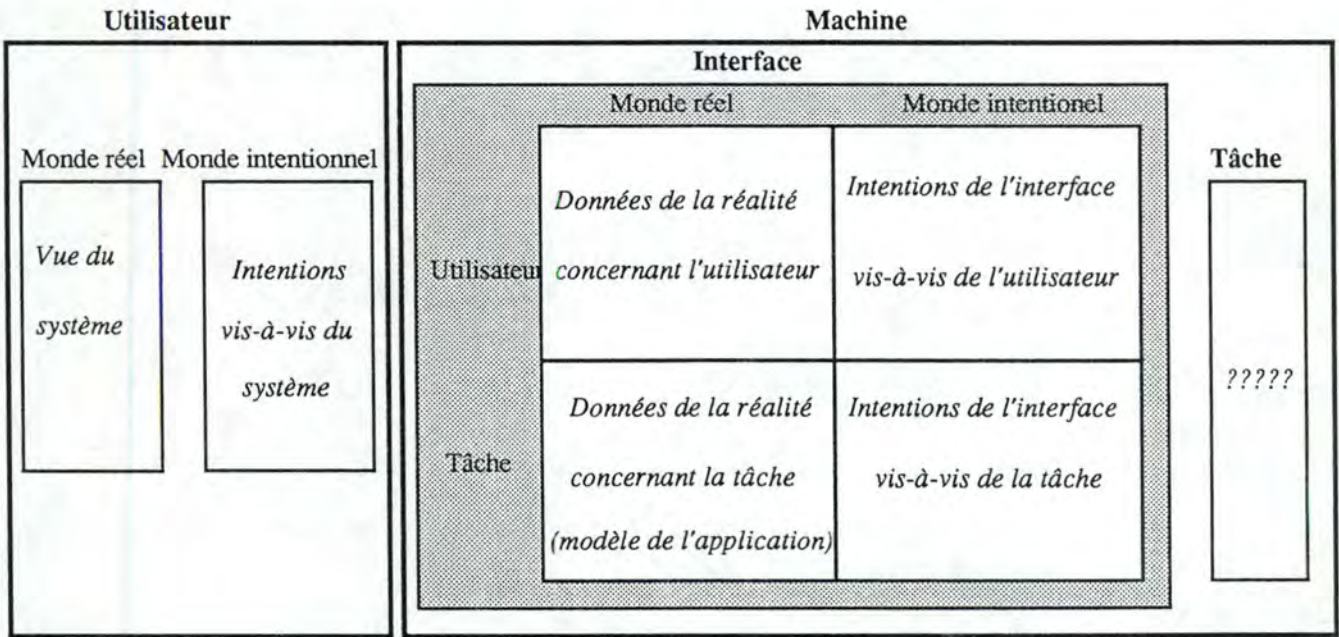 Utilisateur
Machine
Interface
Monde réel
Monde intentionel
Monde réel
Monde intentionnel
Tâche
Vue du
système
Intentions
vis-à-vis du
système
Utilisateur
Données de la réalité
concernant l'utilisateur
Intentions de l'interface
vis-à-vis de l'utilisateur
Tâche
Données de la réalité
concernant la tâche
(modèle de l'application)
Intentions de l'interface
vis-à-vis de la tâche
?????